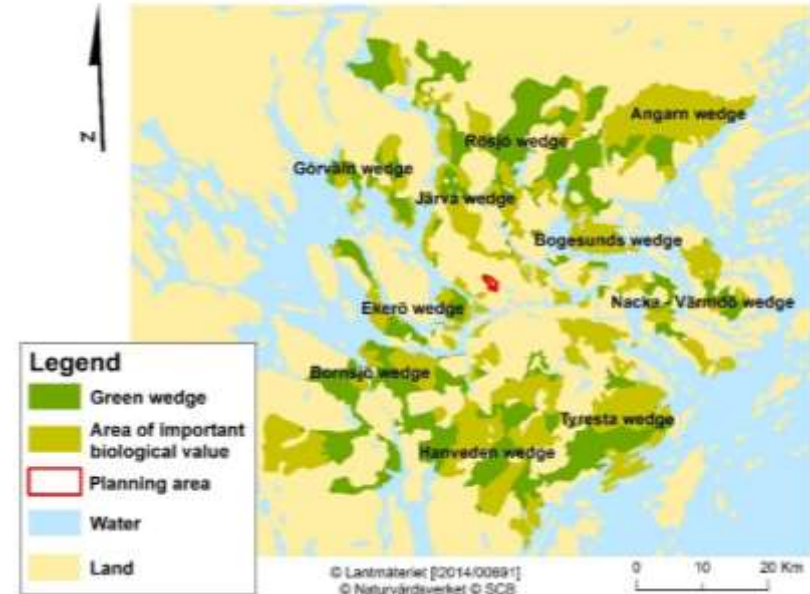 Z
Angarn wedge
Rösjö wedge
Görväln wedge
Järva wedge
Bogesunds wedge
Ekerö wedge
Nacka - Värmdö wedge
Bornsjö wedge
Tyresta wedge
Hanveden wedge
Legend
Green wedge
Area of important
biological value
Planning area
Water
Land
© Lantmäteriet [I2014/00691]
© Naturvårdsverket © SCB
0 10 20 Km